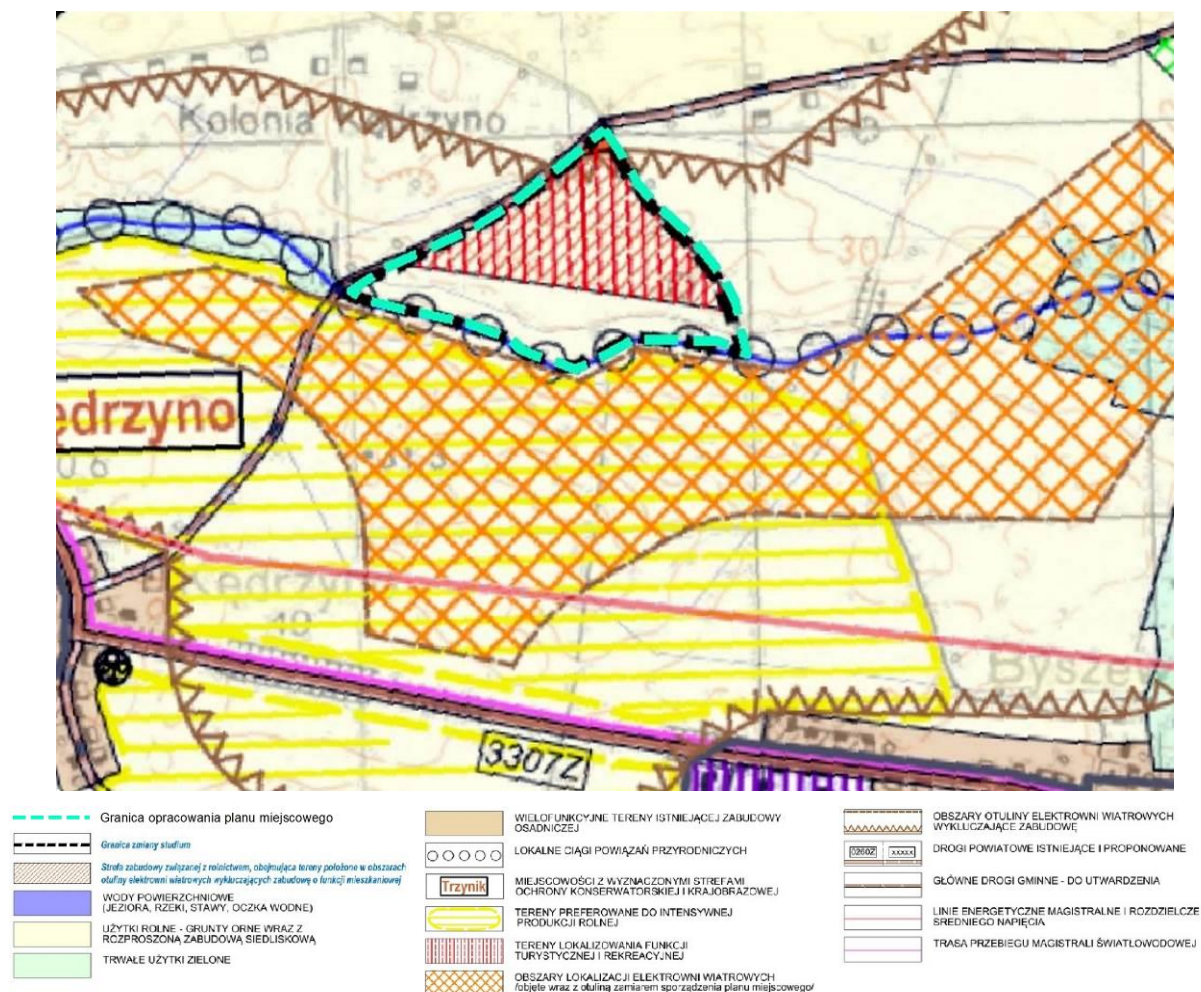 Kolonia Kędrzyno
30
ędrzyno
Kędrzyno
Byszew
3307Z
Granica opracowania planu miejscowego
Granica zmiany studium
Strefa zabudowy związanej z rolnictwem, obejmująca tereny położone w obszarach
otuliny elektrowni wiatrowych wykluczających zabudowę o funkcji mieszkaniowej
WODY POWIERZCHNIOWE
(JEZIORA, RZEKI, STAWY, OCZKA WODNE)
UŻYTKI ROLNE - GRUNTY ORNE WRAZ Z
ROZPROSZONĄ ZABUDOWĄ SIEDLISKOWĄ
TRWAŁE UŻYTKI ZIELONE
WIELOFUNKCYJNE TERENY ISTNIEJĄCEJ ZABUDOWY
OSADNICZEJ
LOKALNE CIĄGI POWIĄZAŃ PRZYRODNICZYCH
Trzynik
MIEJSCOWOŚCI Z WYZNACZONYMI STREFAMI
OCHRONY KONSERWATORSKIEJ I KRAJOBRAZOWEJ
TERENY PREFEROWANE DO INTENSYWNEJ
PRODUKCJI ROLNEJ
TERENY LOKALIZOWANIA FUNKCJI
TURYSTYCZNEJ I REKREACYJNEJ
OBSZARY LOKALIZACJI ELEKTROWNI WIATROWYCH
/objęte wraz z otuliną zamiarem sporządzenia planu miejscowego/
OBSZARY OTULINY ELEKTROWNI WIATROWYCH
WYKLUCZAJĄCE ZABUDOWĘ
0260Z xxxxx
DROGI POWIATOWE ISTNIEJĄCE I PROPONOWANE
GŁÓWNE DROGI GMINNE - DO UTWARDZENIA
LINIE ENERGETYCZNE MAGISTRALNE I ROZDZIELCZE
ŚREDNIEGO NAPIĘCIA
TRASA PRZEBIEGU MAGISTRALI ŚWIATŁOWODOWEJ